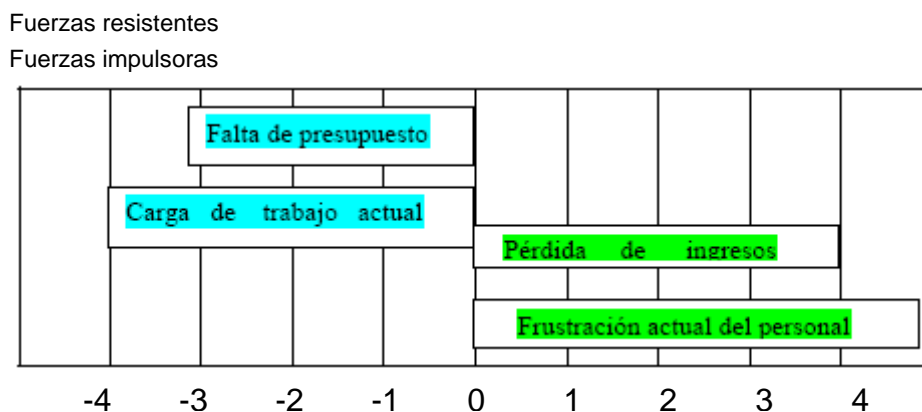 Fuerzas resistentes
Fuerzas impulsoras
Falta de presupuesto
Carga de trabajo actual
Pérdida de ingresos
Frustración actual del personal
-4 -3 -2 -1 0 1 2 3 4